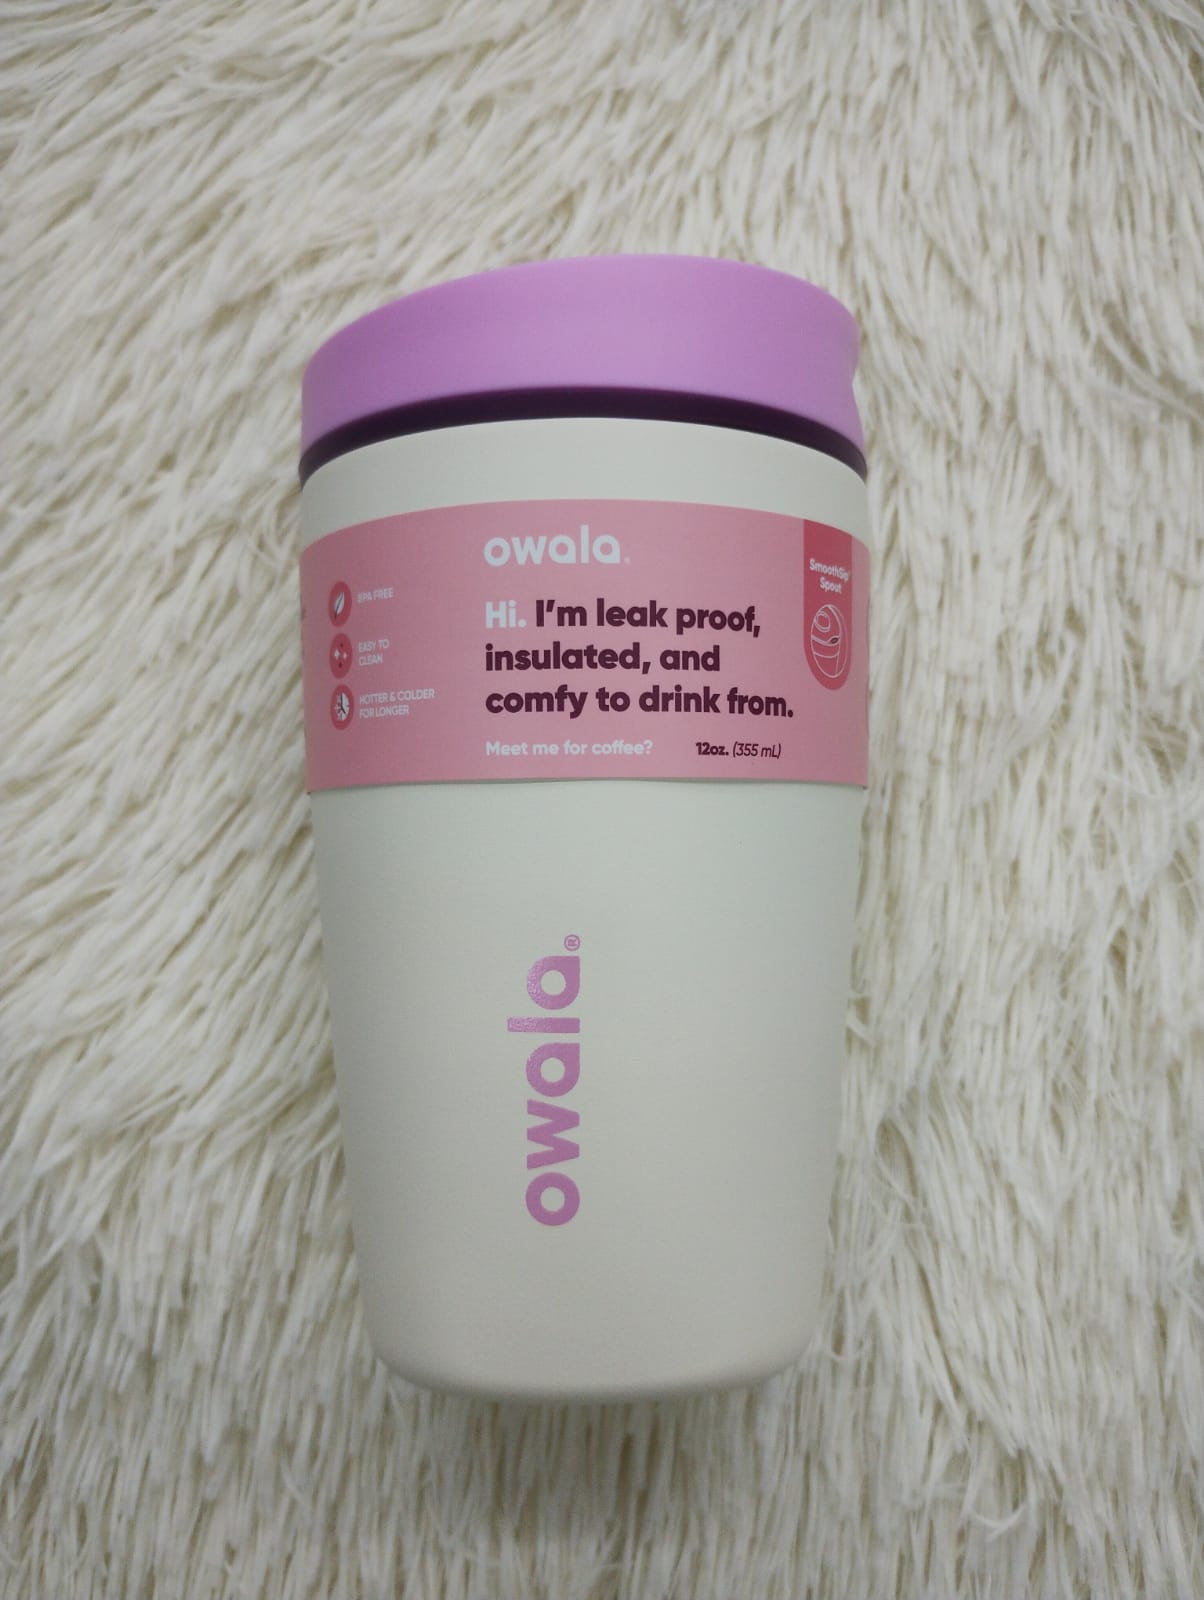 owala®
BPA FREE
EASY TO
CLEAN
HOTTER & COLDER
FOR LONGER
Hi. I'm leak proof,
insulated, and
comfy to drink from.
Meet me for coffee? 12oz. (355 mL)
SmoothSip®
Spout
owala®